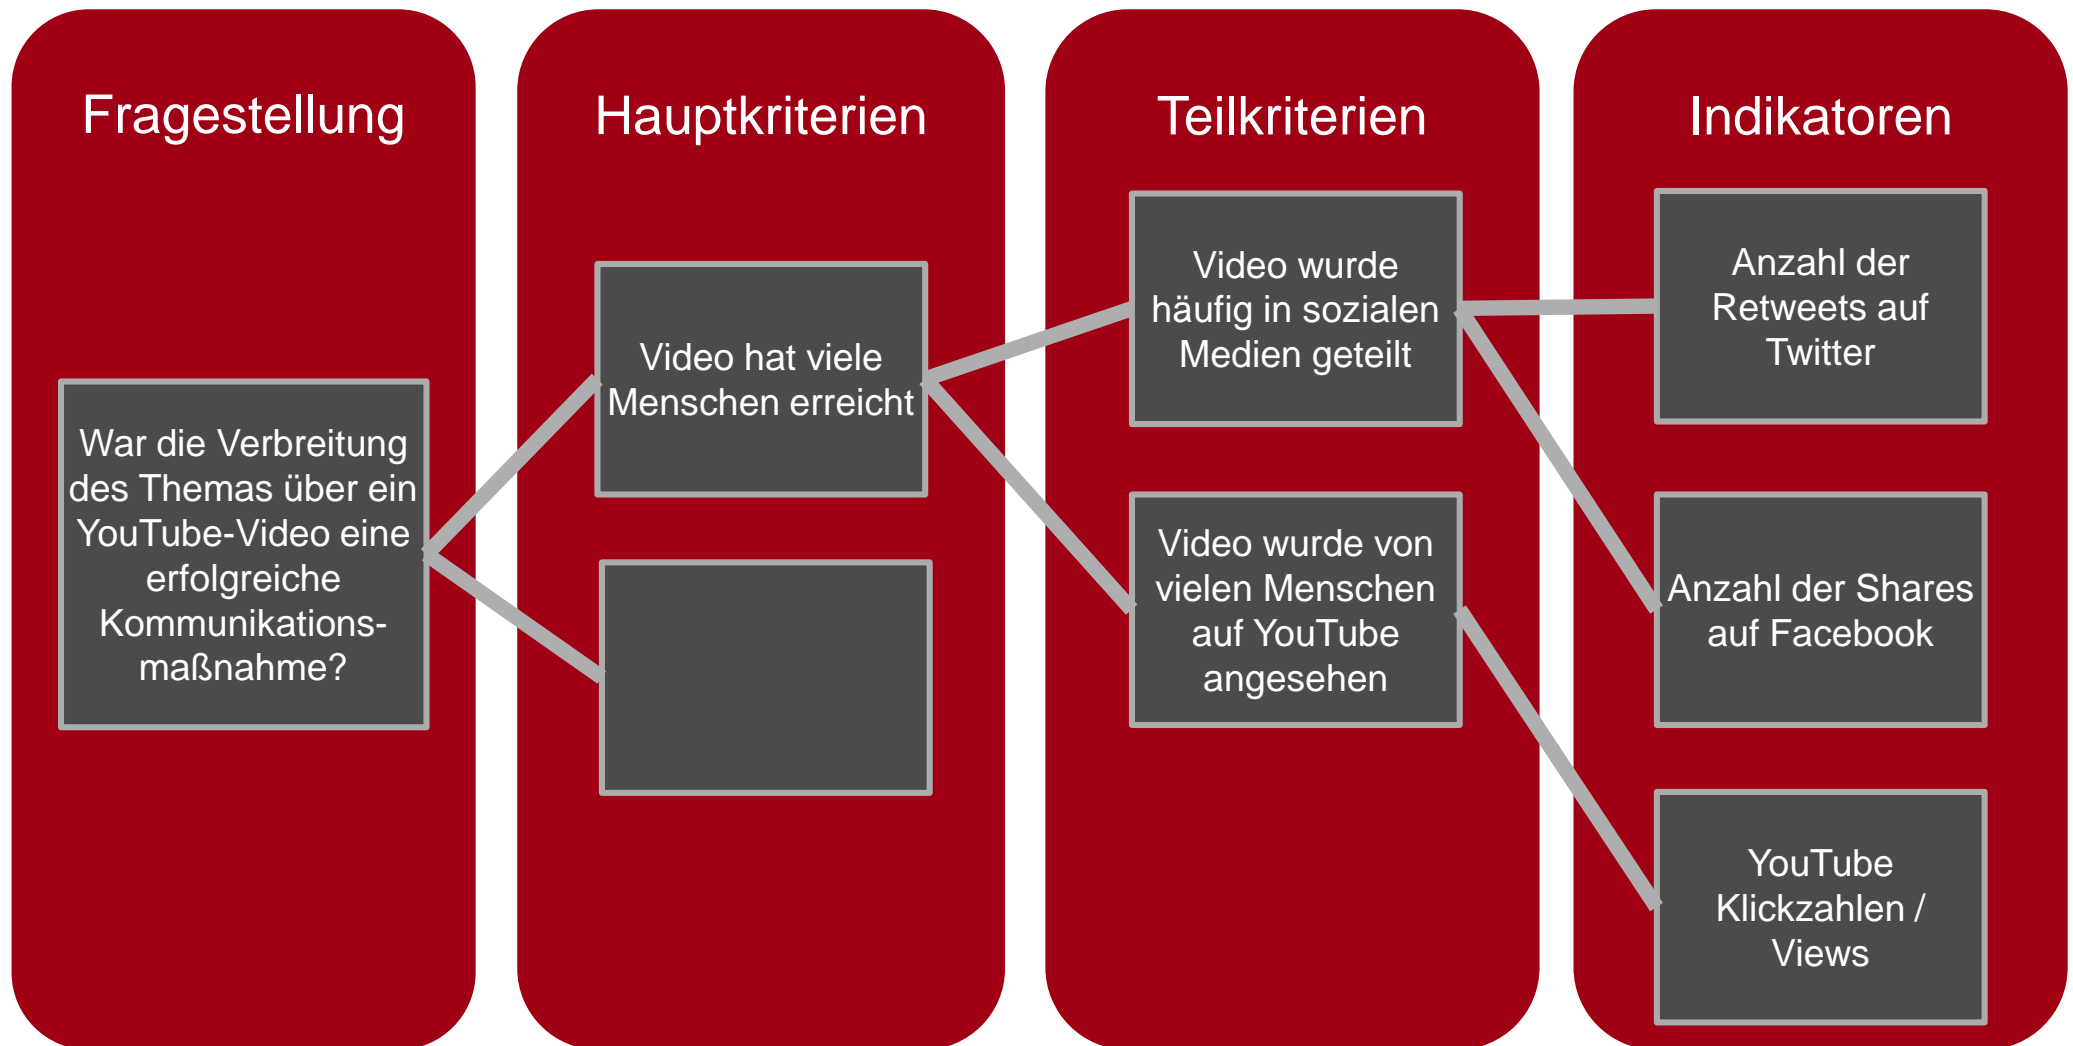 Fragestellung
War die Verbreitung
des Themas über ein
YouTube-Video eine
erfolgreiche
Kommunikations-
maßnahme?
Hauptkriterien
Video hat viele
Menschen erreicht
Teilkriterien
Video wurde
häufig in sozialen
Medien geteilt
Video wurde von
vielen Menschen
auf YouTube
angesehen
Indikatoren
Anzahl der
Retweets auf
Twitter
Anzahl der Shares
auf Facebook
YouTube
Klickzahlen /
Views